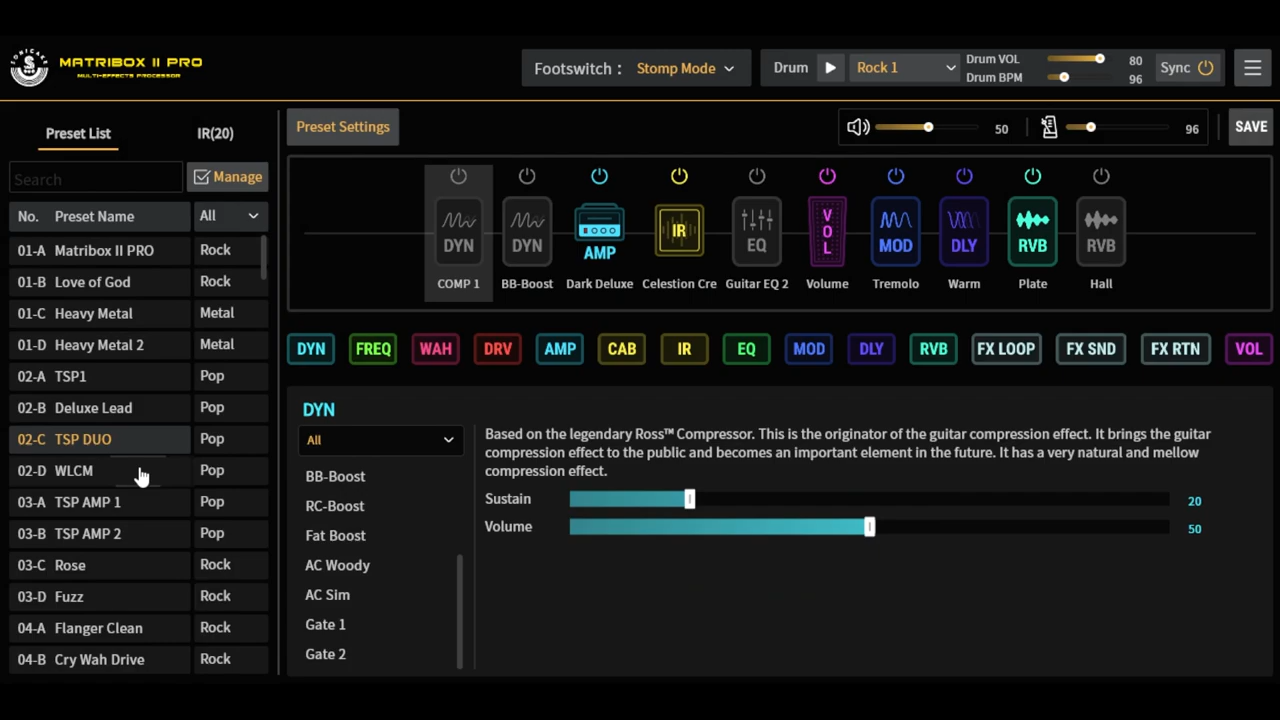 SONICAKE
MATRIBOX II PRO
MULTI-EFFECTS PROCESSOR
Footswitch : Stomp Mode
Drum Rock 1
Drum VOL 80
Drum BPM 96
Sync
Preset List IR(20)
Search Manage
No. Preset Name All
01-A Matribox II PRO Rock
01-B Love of God Rock
01-C Heavy Metal Metal
01-D Heavy Metal 2 Metal
02-A TSP1 Pop
02-B Deluxe Lead Pop
02-C TSP DUO Pop
02-D WLCM Pop
03-A TSP AMP 1 Pop
03-B TSP AMP 2 Pop
03-C Rose Rock
03-D Fuzz Rock
04-A Flanger Clean Rock
04-B Cry Wah Drive Rock
Preset Settings 50 96 SAVE
DYN DYN AMP IR EQ VOL MOD DLY RVB RVB
COMP 1 BB-Boost Dark Deluxe Celestion Cre Guitar EQ 2 Volume Tremolo Warm Plate Hall
DYN FREQ WAH DRV AMP CAB IR EQ MOD DLY RVB FX LOOP FX SND FX RTN VOL
DYN
All
BB-Boost
RC-Boost
Fat Boost
AC Woody
AC Sim
Gate 1
Gate 2
Based on the legendary Ross™ Compressor. This is the originator of the guitar compression effect. It brings the guitar
compression effect to the public and becomes an important element in the future. It has a very natural and mellow
compression effect.
Sustain 20
Volume 50